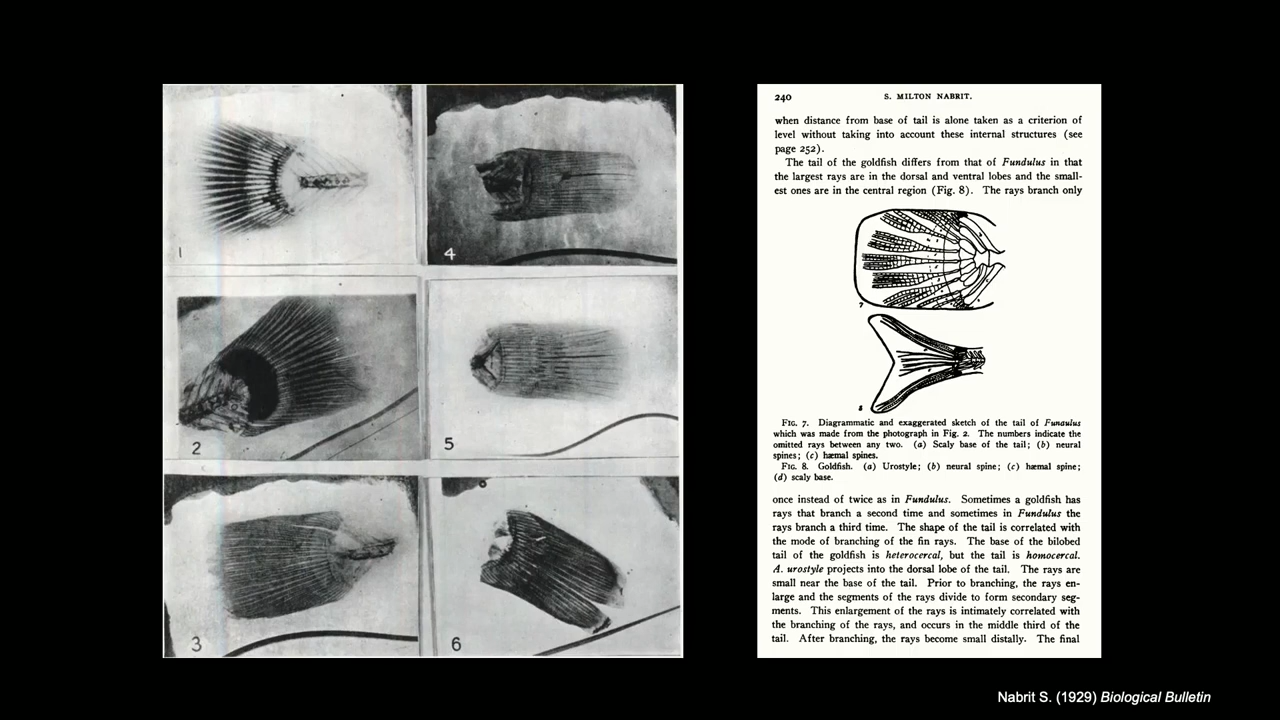 1
4
2
5
3
6
240
S. MILTON NABRIT.
when distance from base of tail is alone taken as a criterion of
level without taking into account these internal structures (see
page 252).
The tail of the goldfish differs from that of Fundulus in that
the largest rays are in the dorsal and ventral lobes and the small-
est ones are in the central region (Fig. 8). The rays branch only
7
8
FIG. 7. Diagrammatic and exaggerated sketch of the tail of Funaulus
which was made from the photograph in Fig. 2. The numbers indicate the
omitted rays between any two. (a) Scaly base of the tail; (b) neural
spines; (c) hæmal spines.
FIG. 8. Goldfish. (a) Urostyle; (b) neural spine; (c) hæmal spine;
(d) scaly base.
once instead of twice as in Fundulus. Sometimes a goldfish has
rays that branch a second time and sometimes in Fundulus the
rays branch a third time. The shape of the tail is correlated with
the mode of branching of the fin rays. The base of the bilobed
tail of the goldfish is heterocercal, but the tail is homocercal.
A. urostyle projects into the dorsal lobe of the tail. The rays are
small near the base of the tail. Prior to branching, the rays en-
large and the segments of the rays divide to form secondary seg-
ments. This enlargement of the rays is intimately correlated with
the branching of the rays, and occurs in the middle third of the
tail. After branching, the rays become small distally. The final
Nabrit S. (1929) Biological Bulletin